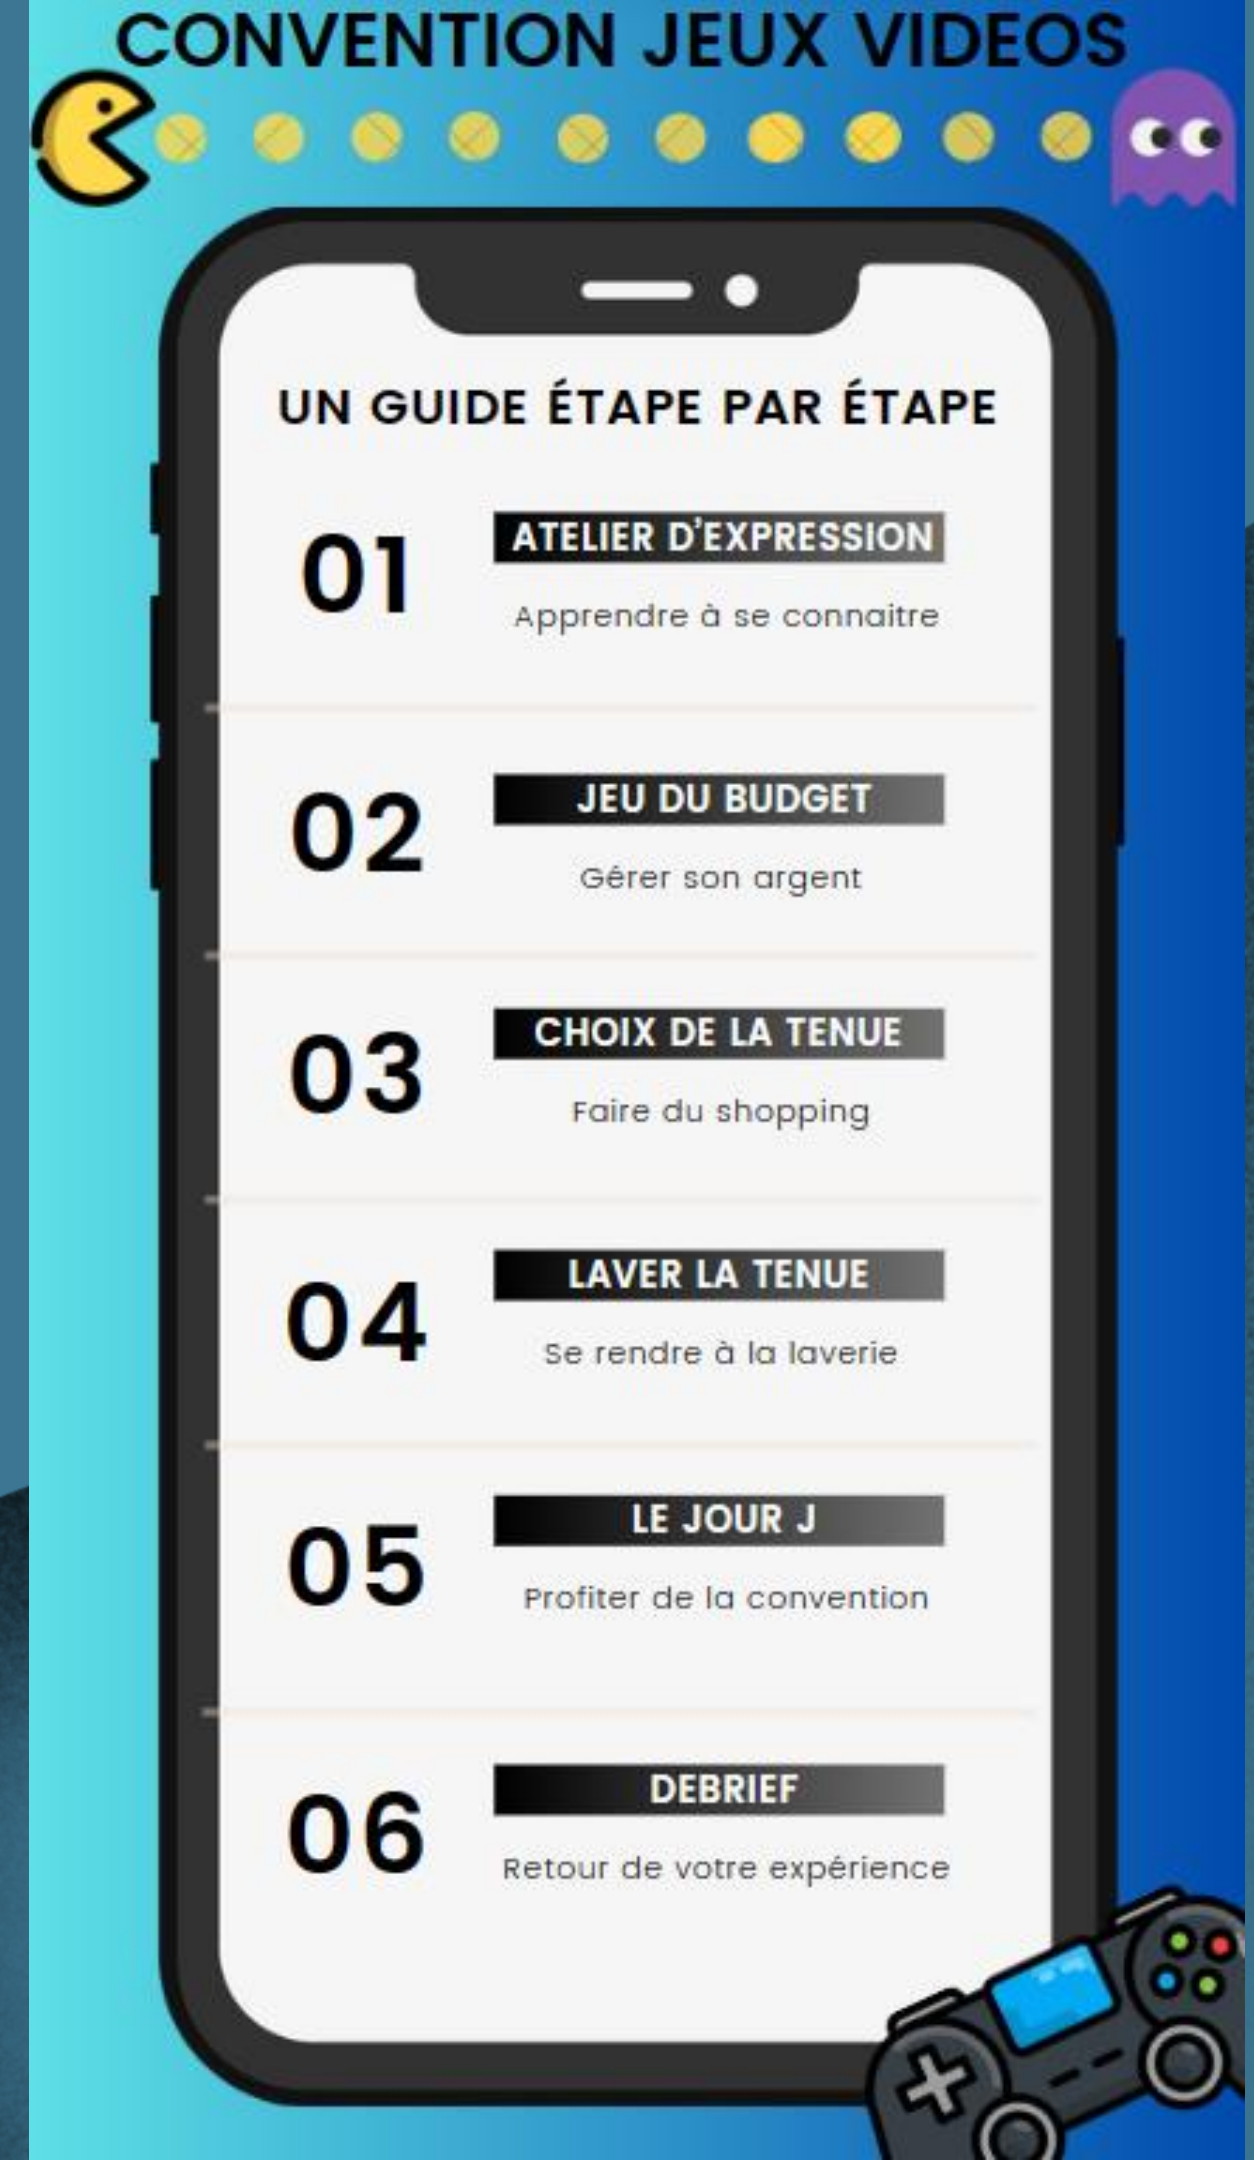 CONVENTION JEUX VIDEOS
UN GUIDE ÉTAPE PAR ÉTAPE
01
ATELIER D'EXPRESSION
Apprendre à se connaitre
02
JEU DU BUDGET
Gérer son argent
03
CHOIX DE LA TENUE
Faire du shopping
04
LAVER LA TENUE
Se rendre à la laverie
05
LE JOUR J
Profiter de la convention
06
DEBRIEF
Retour de votre expérience